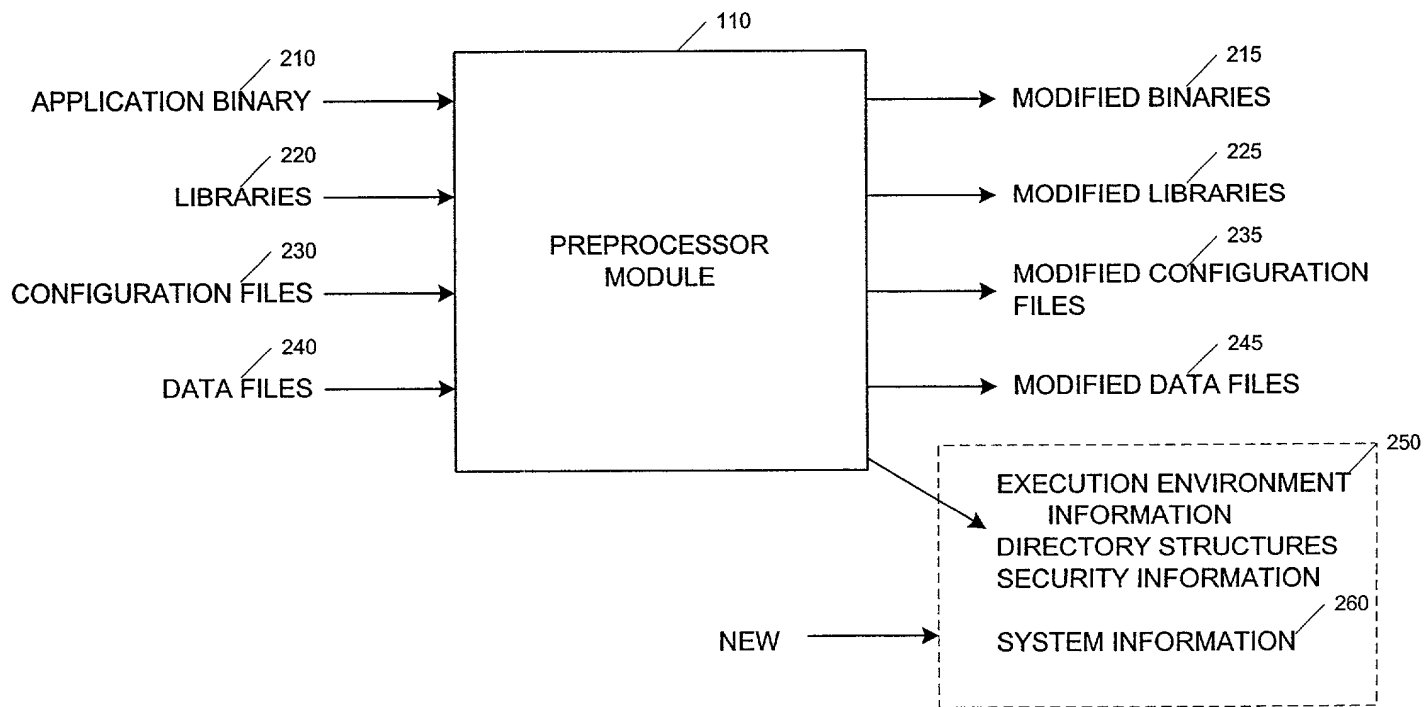 110
210
APPLICATION BINARY
220
LIBRARIES
230
CONFIGURATION FILES
240
DATA FILES
PREPROCESSOR
MODULE
215
MODIFIED BINARIES
225
MODIFIED LIBRARIES
235
MODIFIED CONFIGURATION
FILES
245
MODIFIED DATA FILES
250
EXECUTION ENVIRONMENT
INFORMATION
DIRECTORY STRUCTURES
SECURITY INFORMATION
260
NEW
SYSTEM INFORMATION